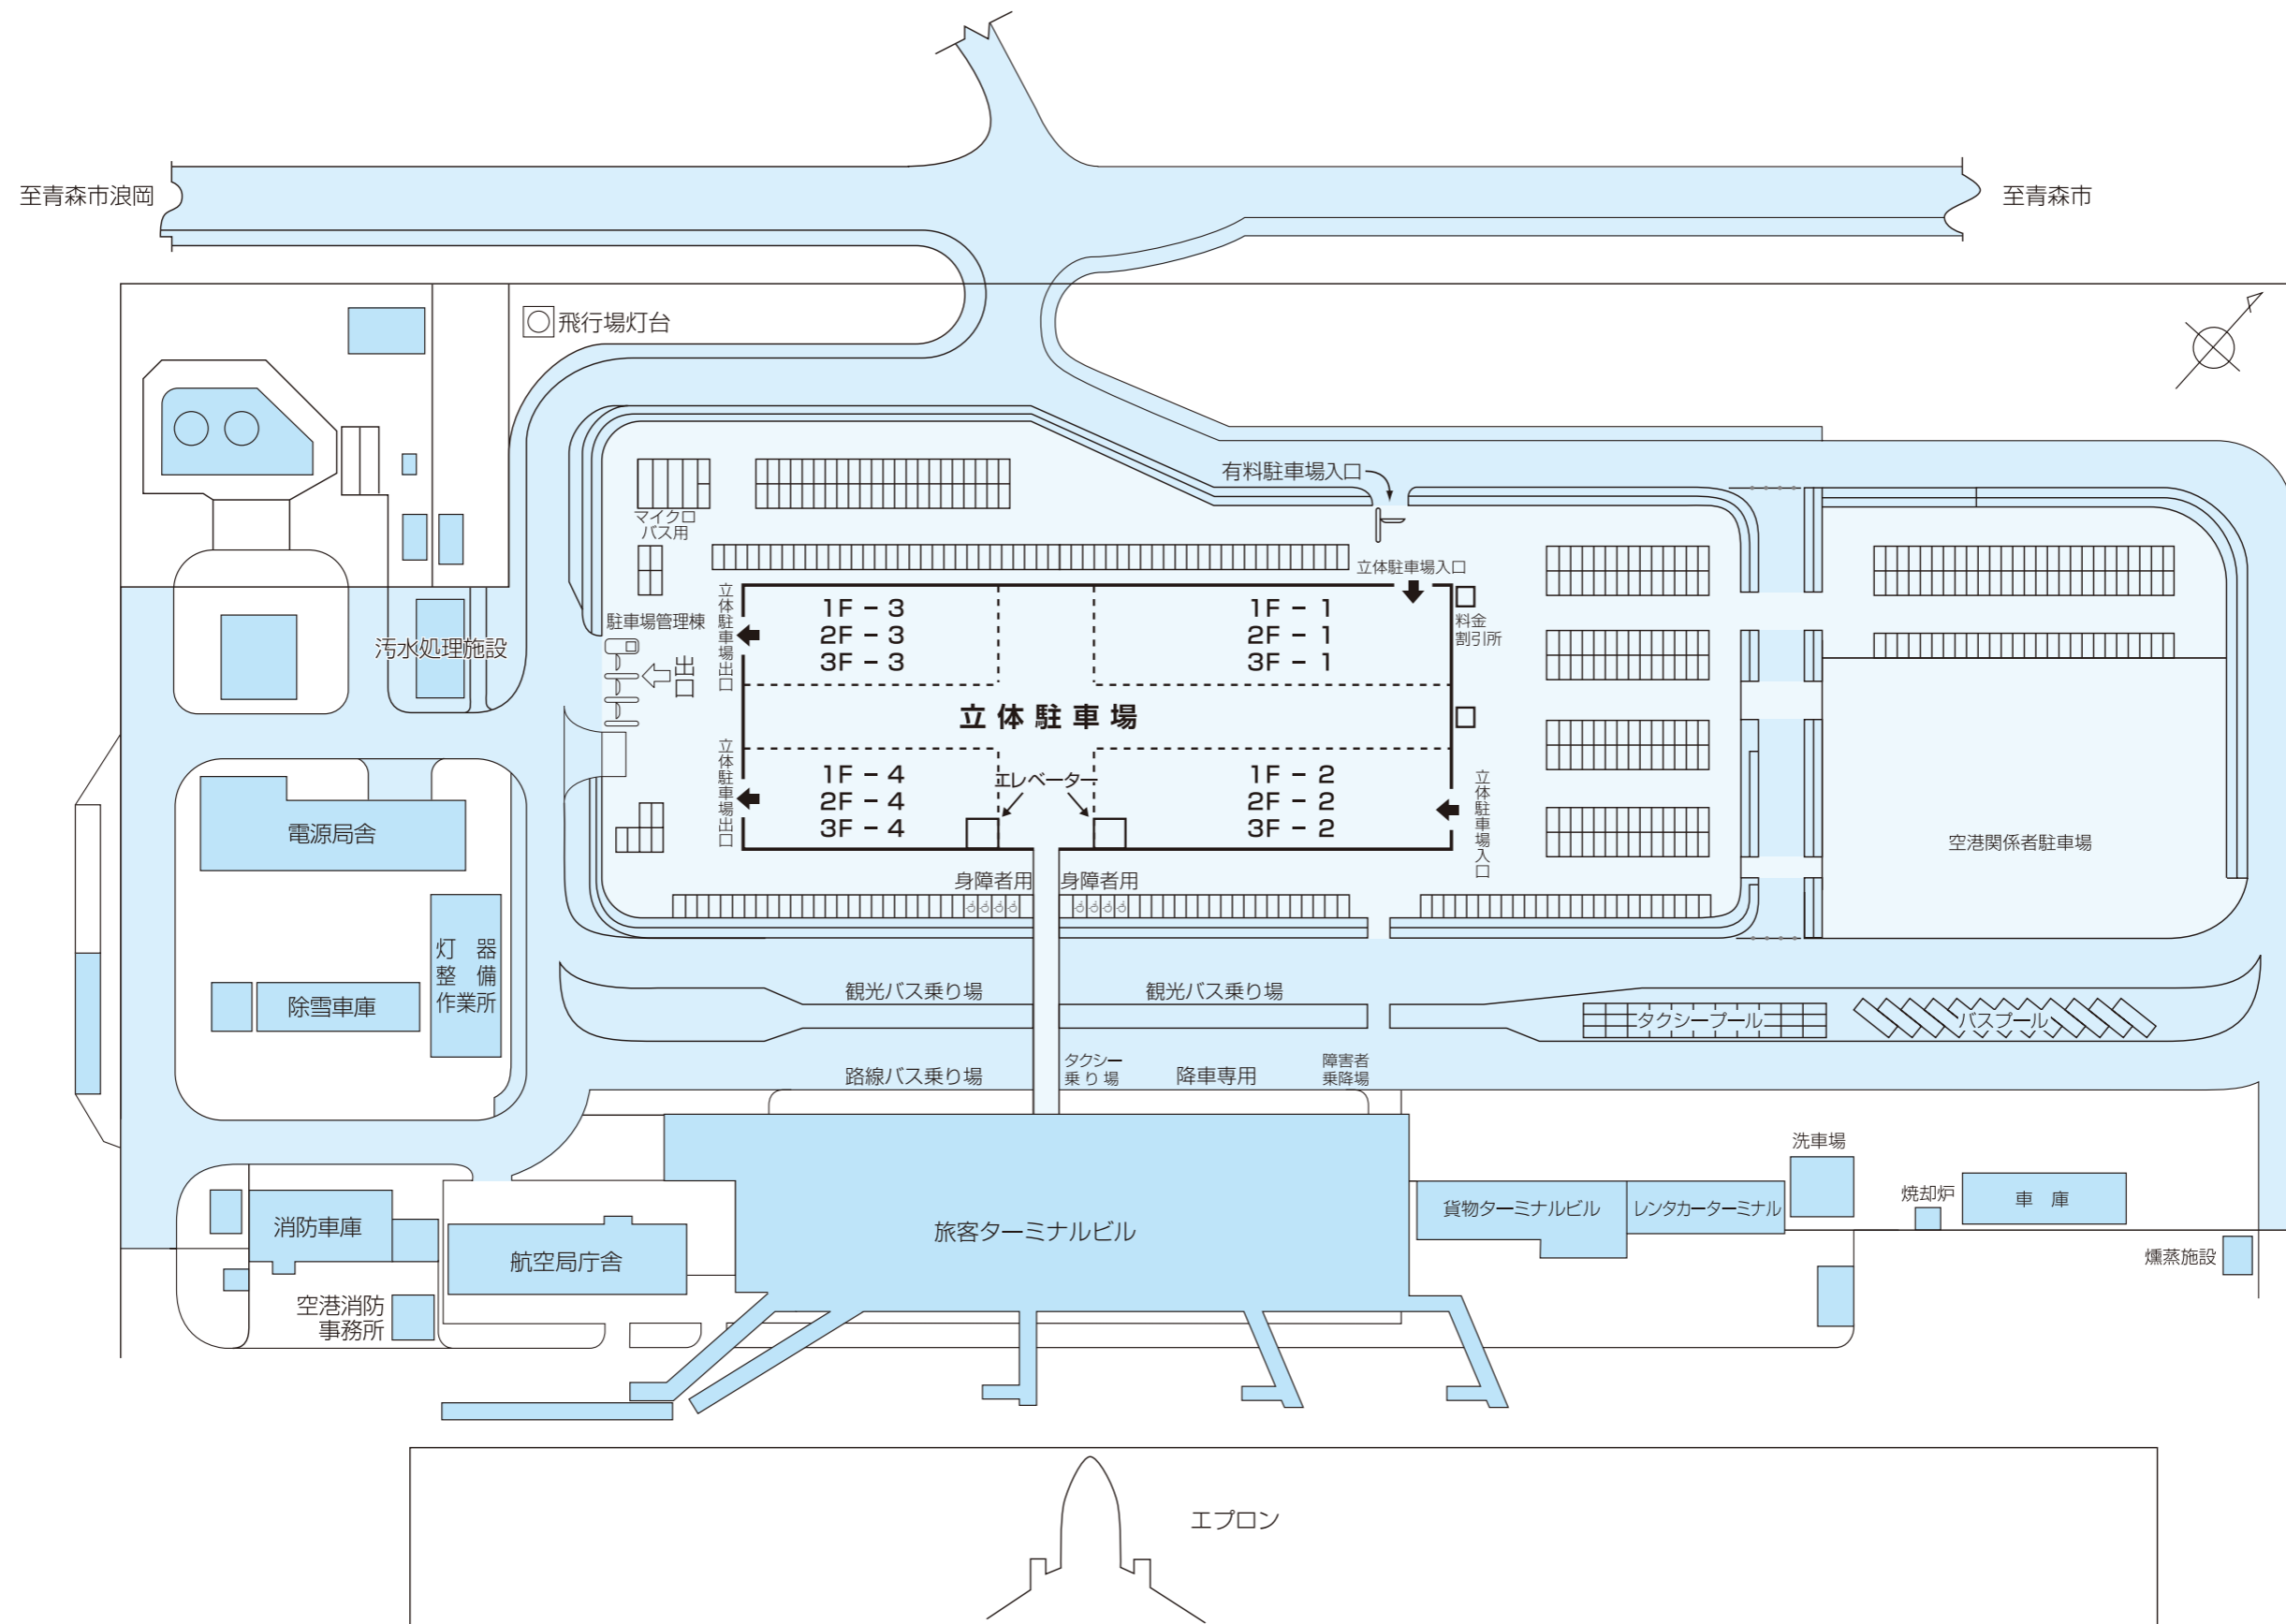 至青森市浪岡
至青森市
飛行場灯台
有料駐車場入口
マイクロ
バス用
立体駐車場入口
料金
割引所
駐車場管理棟
出口
立体駐車場出口
1F － 3
2F － 3
3F － 3
1F － 1
2F － 1
3F － 1
汚水処理施設
立体駐車場
立体駐車場出口
1F － 4
2F － 4
3F － 4
エレベーター
1F － 2
2F － 2
3F － 2
立体駐車場入口
電源局舎
空港関係者駐車場
身障者用
身障者用
灯　器
整　備
作業所
除雪車庫
観光バス乗り場
観光バス乗り場
タクシープール
バスプール
路線バス乗り場
タクシー
乗り場
降車専用
障害者
乗降場
洗車場
焼却炉
車　庫
貨物ターミナルビル
レンタカーターミナル
消防車庫
航空局庁舎
旅客ターミナルビル
燻蒸施設
空港消防
事務所
エプロン